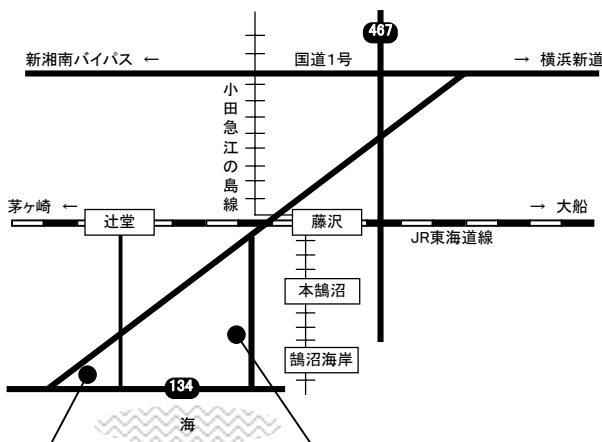 467
新湘南バイパス ←
国道1号
→ 横浜新道
小田急江の島線
茅ヶ崎 ←
→ 大船
辻堂
藤沢
JR東海道線
本鵠沼
鵠沼海岸
134
海